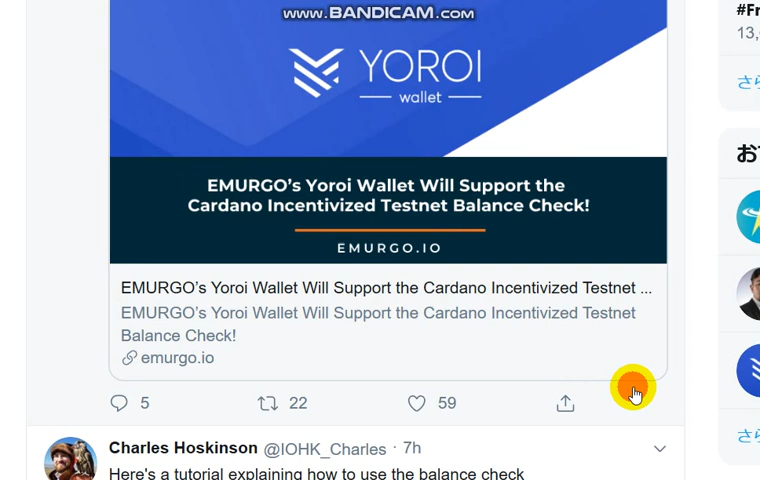 www.BANDICAM.com
#Fr
13,
YOROI
wallet
さら
お
EMURGO's Yoroi Wallet Will Support the
Cardano Incentivized Testnet Balance Check!
EMURGO.IO
EMURGO's Yoroi Wallet Will Support the Cardano Incentivized Testnet ...
EMURGO's Yoroi Wallet Will Support the Cardano Incentivized Testnet
Balance Check!
emurgo.io
5 22 59
さら
Charles Hoskinson @IOHK_Charles · 7h
Here's a tutorial explaining how to use the balance check